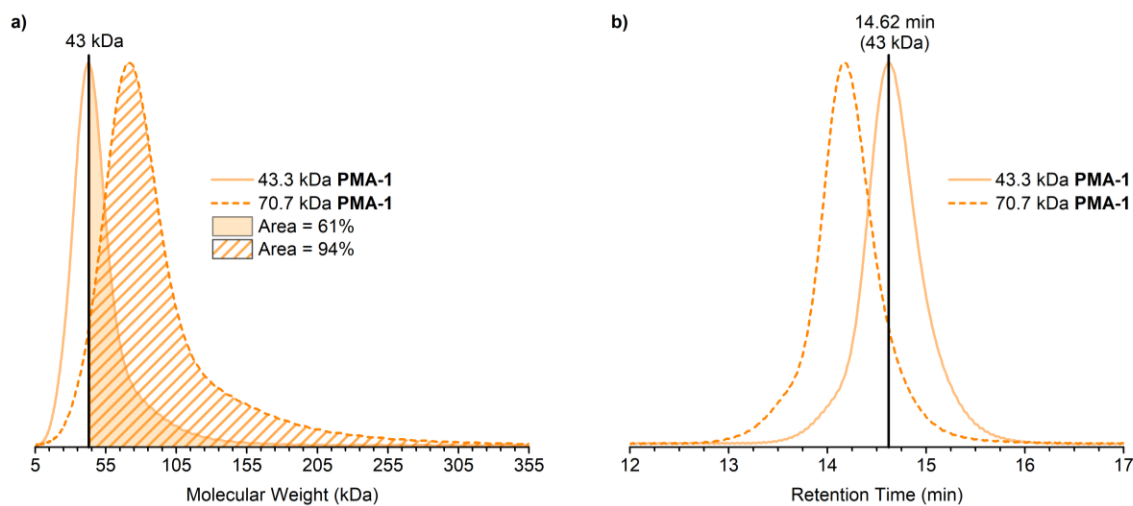 a)
43 kDa
43.3 kDa PMA-1
70.7 kDa PMA-1
Area = 61%
Area = 94%
5 55 105 155 205 255 305 355
Molecular Weight (kDa)
b)
14.62 min
(43 kDa)
43.3 kDa PMA-1
70.7 kDa PMA-1
12 13 14 15 16 17
Retention Time (min)